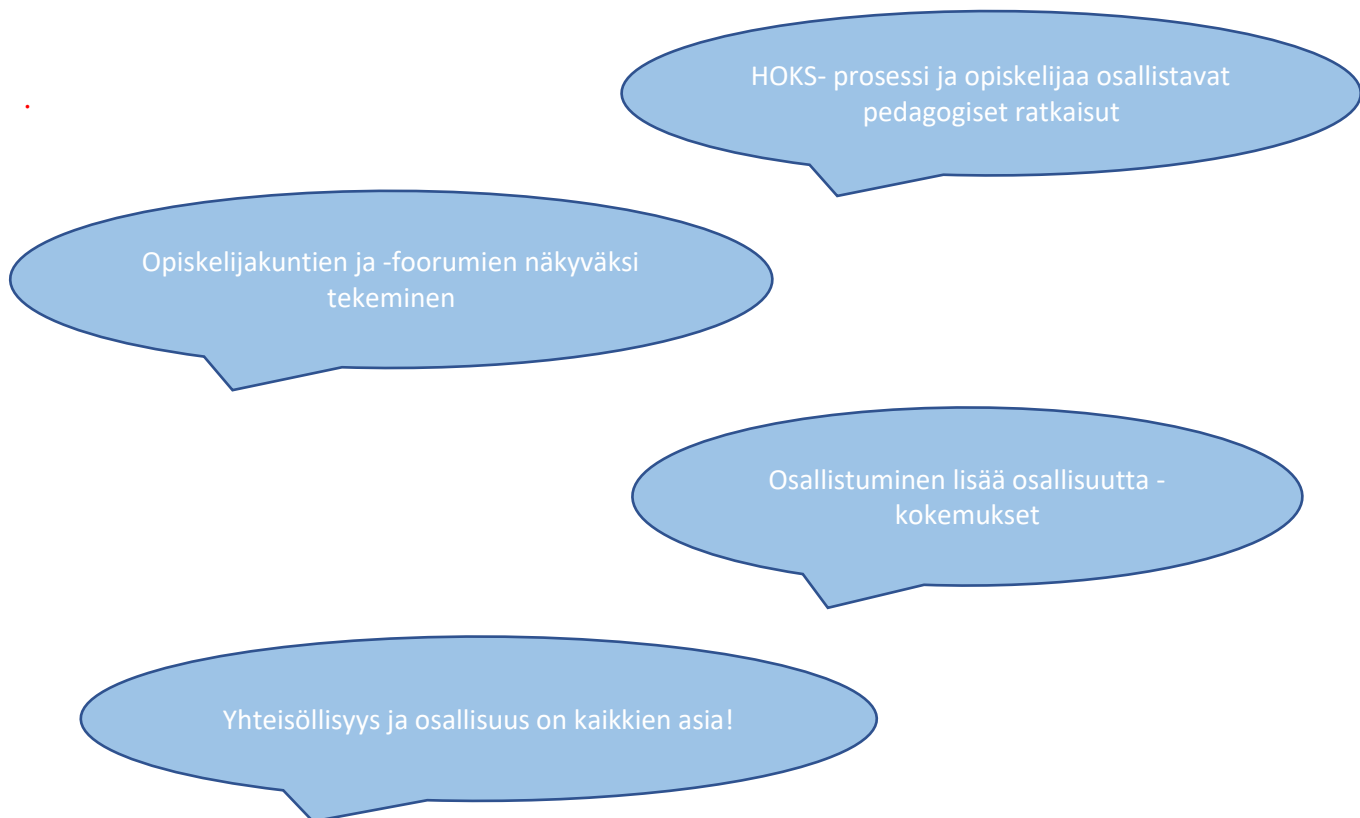 HOKS- prosessi ja opiskelijaa osallistavat
pedagogiset ratkaisut
.
Opiskelijakuntien ja -foorumien näkyväksi
tekeminen
Osallistuminen lisää osallisuutta -
kokemukset
Yhteisöllisyys ja osallisuus on kaikkien asia!